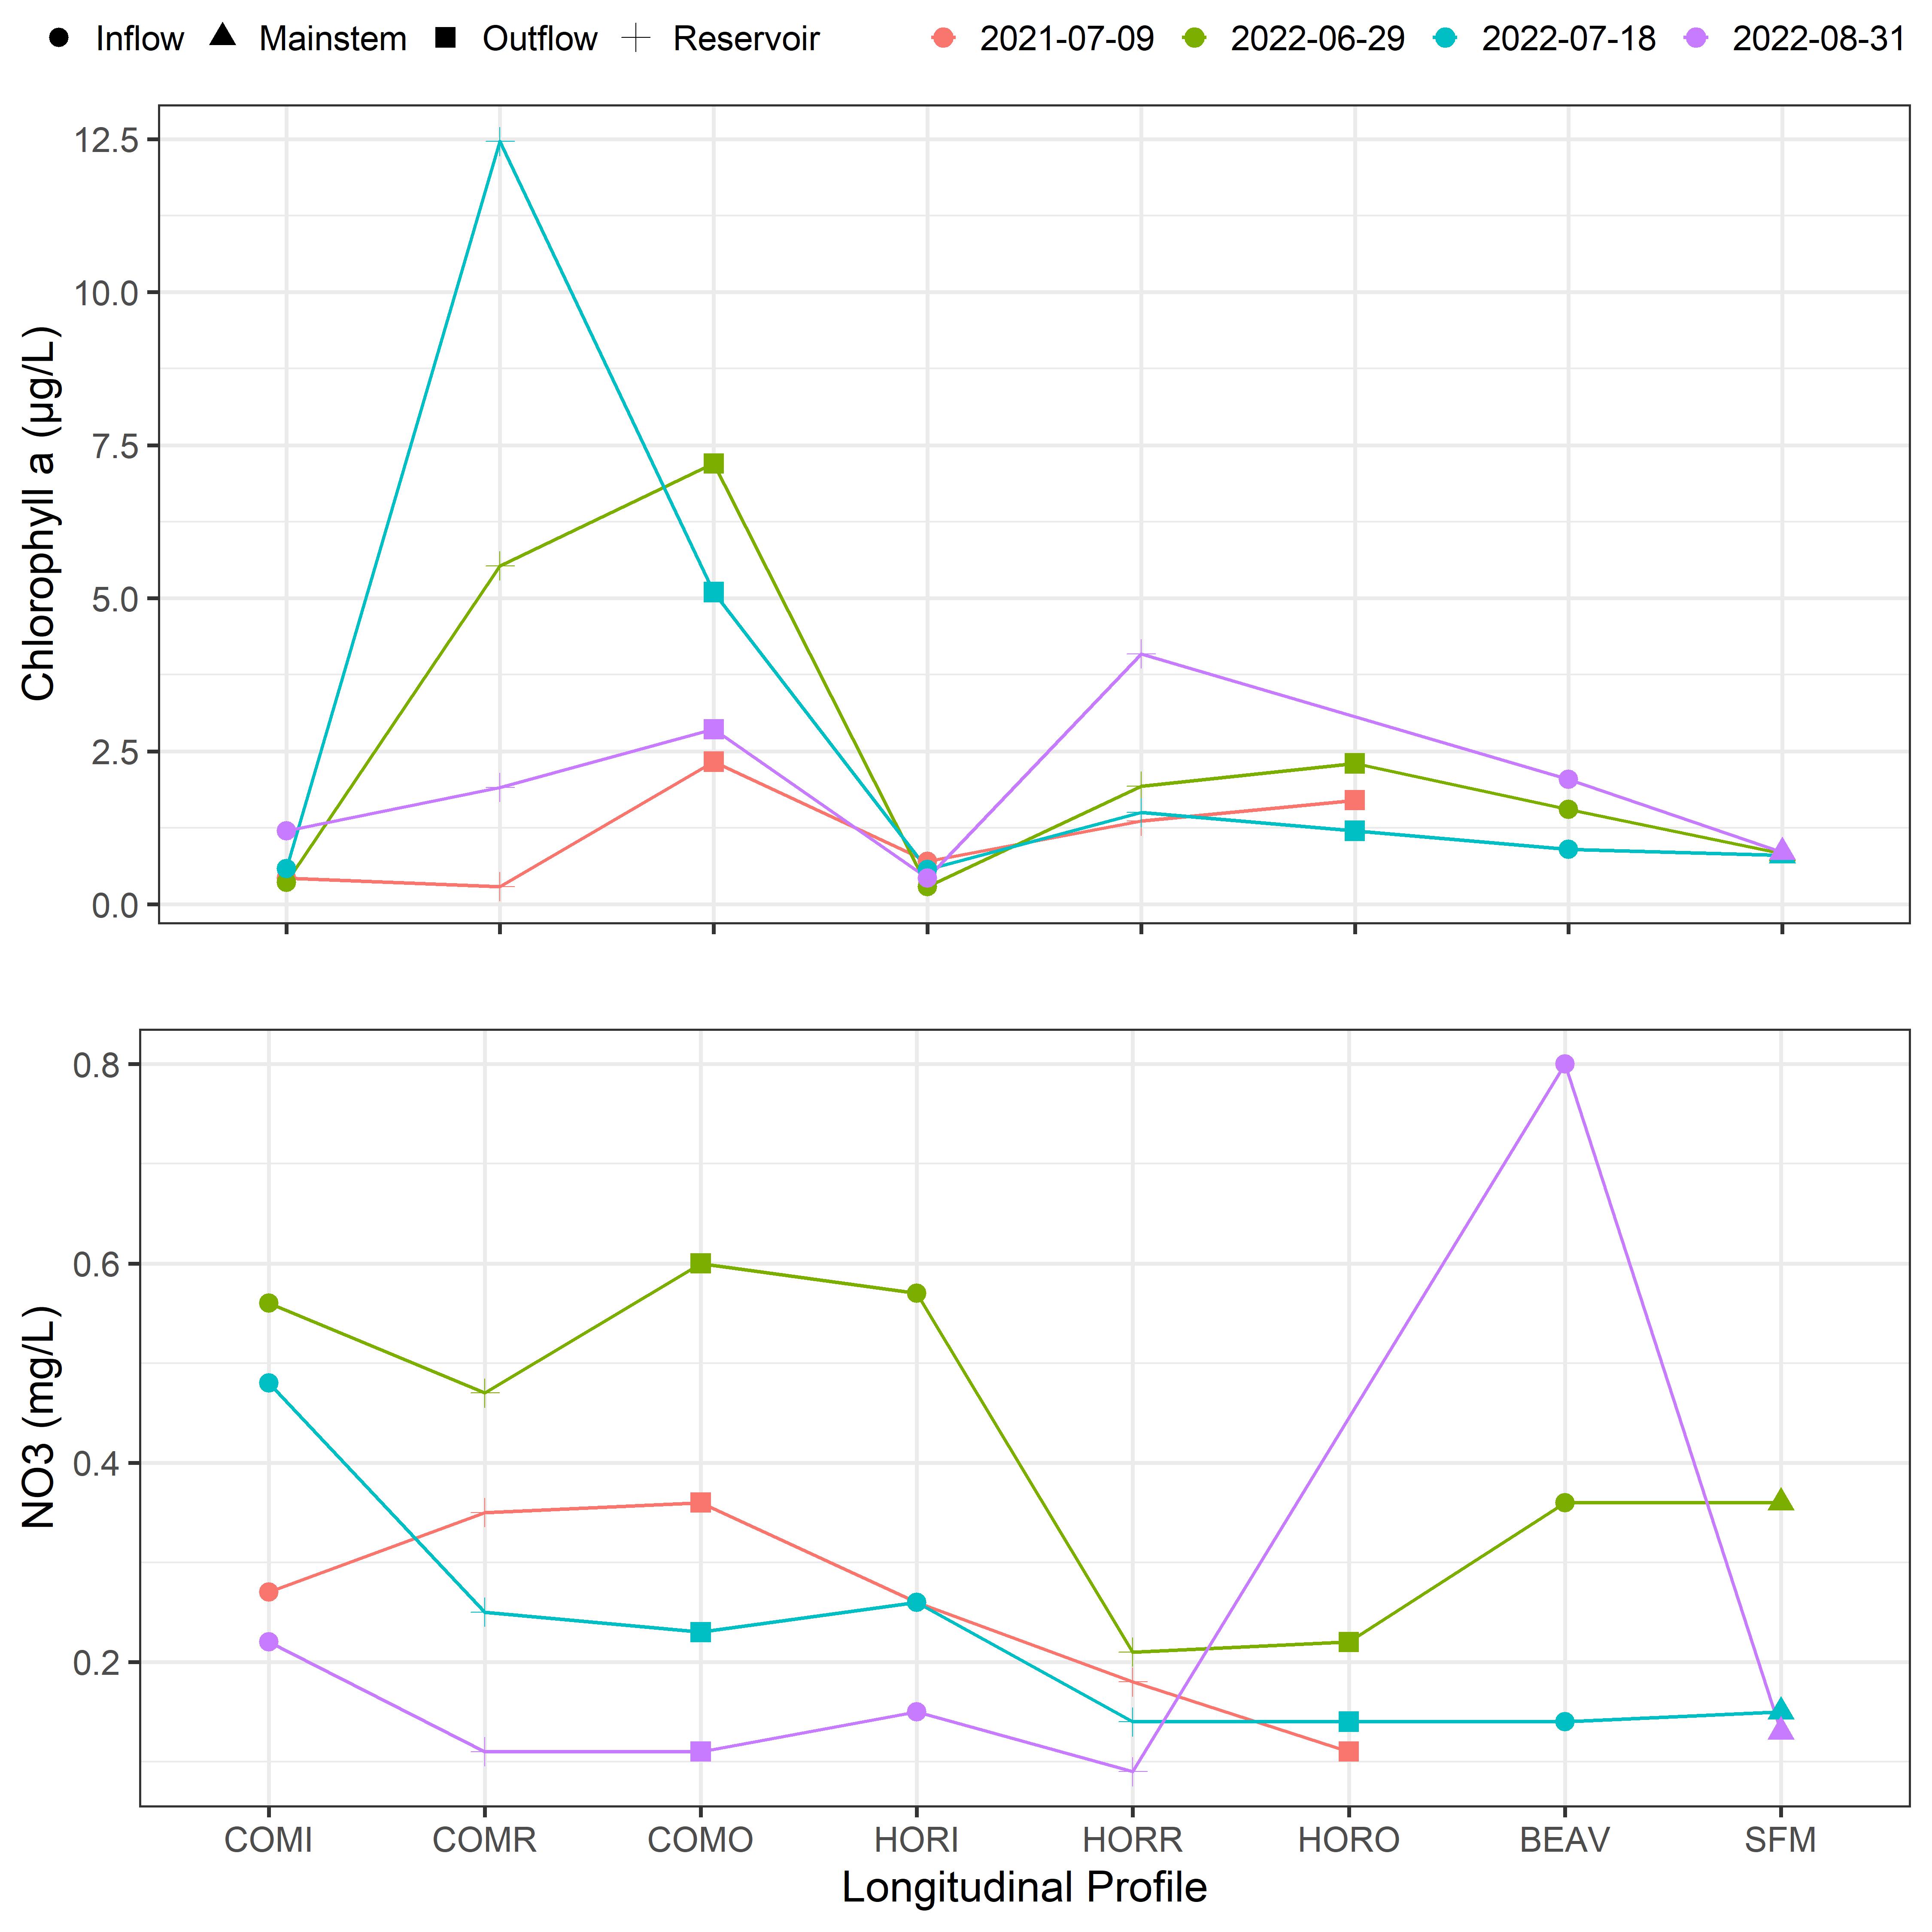 Inflow Mainstem Outflow Reservoir 2021-07-09 2022-06-29 2022-07-18 2022-08-31
Chlorophyll a (µg/L)
12.5
10.0
7.5
5.0
2.5
0.0
NO3 (mg/L)
0.8
0.6
0.4
0.2
COMI COMR COMO HORI HORR HORO BEAV SFM
Longitudinal Profile